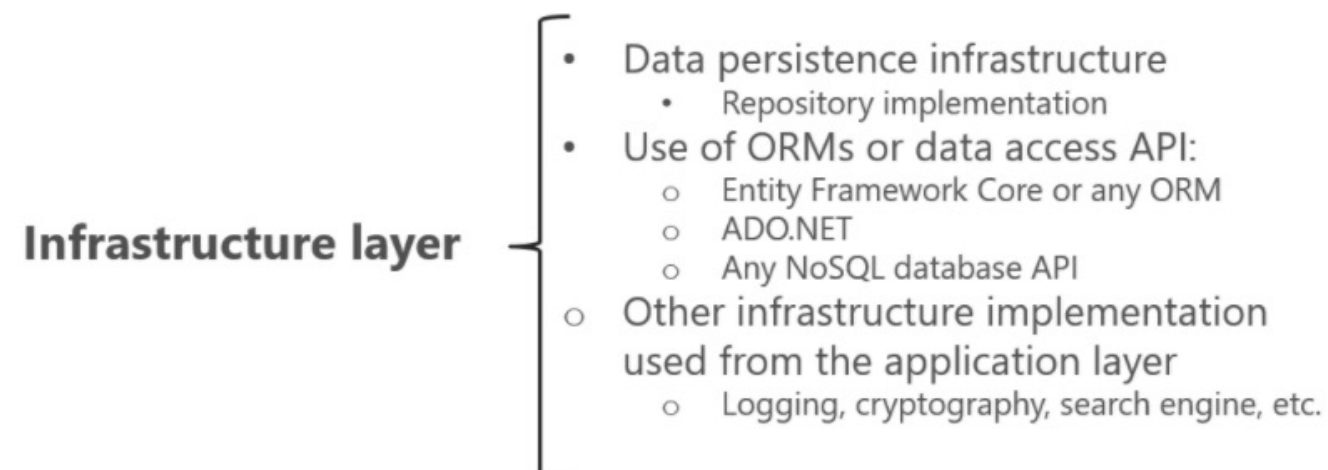 Data persistence infrastructure
Repository implementation
Use of ORMs or data access API:
Entity Framework Core or any ORM
Infrastructure layer
ADO.NET
Any NoSQL database API
Other infrastructure implementation
used from the application layer
Logging, cryptography, search engine, etc.